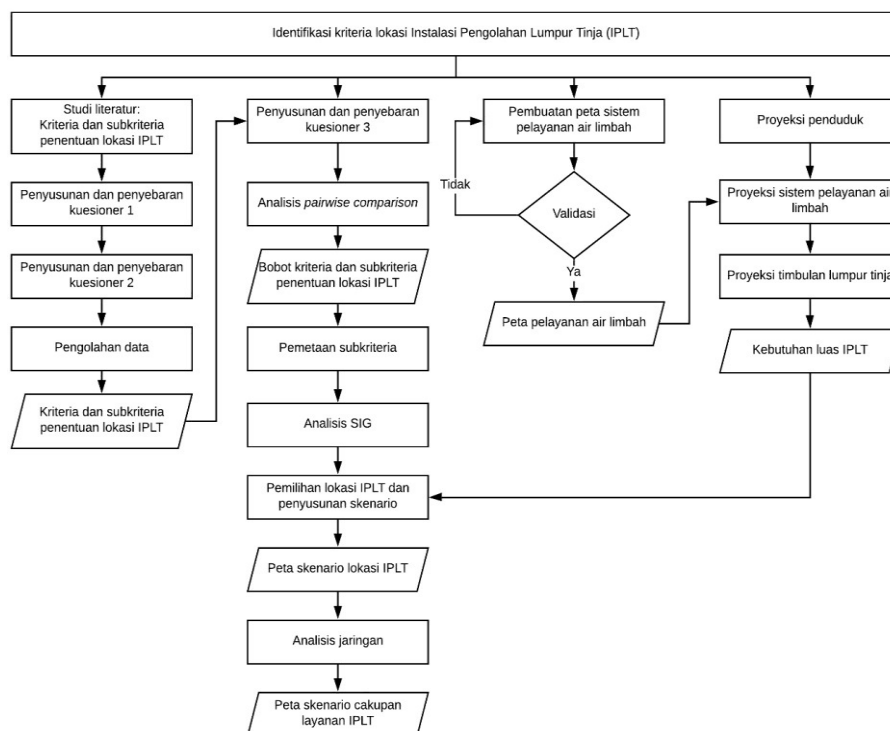 Identifikasi kriteria lokasi Instalasi Pengolahan Lumpur Tinja (IPLT)
Studi literatur:
Kriteria dan subkriteria
penentuan lokasi IPLT
Penyusunan dan penyebaran
kuesioner 1
Penyusunan dan penyebaran
kuesioner 2
Pengolahan data
Kriteria dan subkriteria
penentuan lokasi IPLT
Penyusunan dan penyebaran
kuesioner 3
Analisis pairwise comparison
Bobot kriteria dan subkriteria
penentuan lokasi IPLT
Pemetaan subkriteria
Analisis SIG
Pemilihan lokasi IPLT dan
penyusunan skenario
Peta skenario lokasi IPLT
Analisis jaringan
Peta skenario cakupan
layanan IPLT
Pembuatan peta sistem
pelayanan air limbah
Tidak
Validasi
Ya
Peta pelayanan air limbah
Proyeksi penduduk
Proyeksi sistem pelayanan air
limbah
Proyeksi timbulan lumpur tinja
Kebutuhan luas IPLT